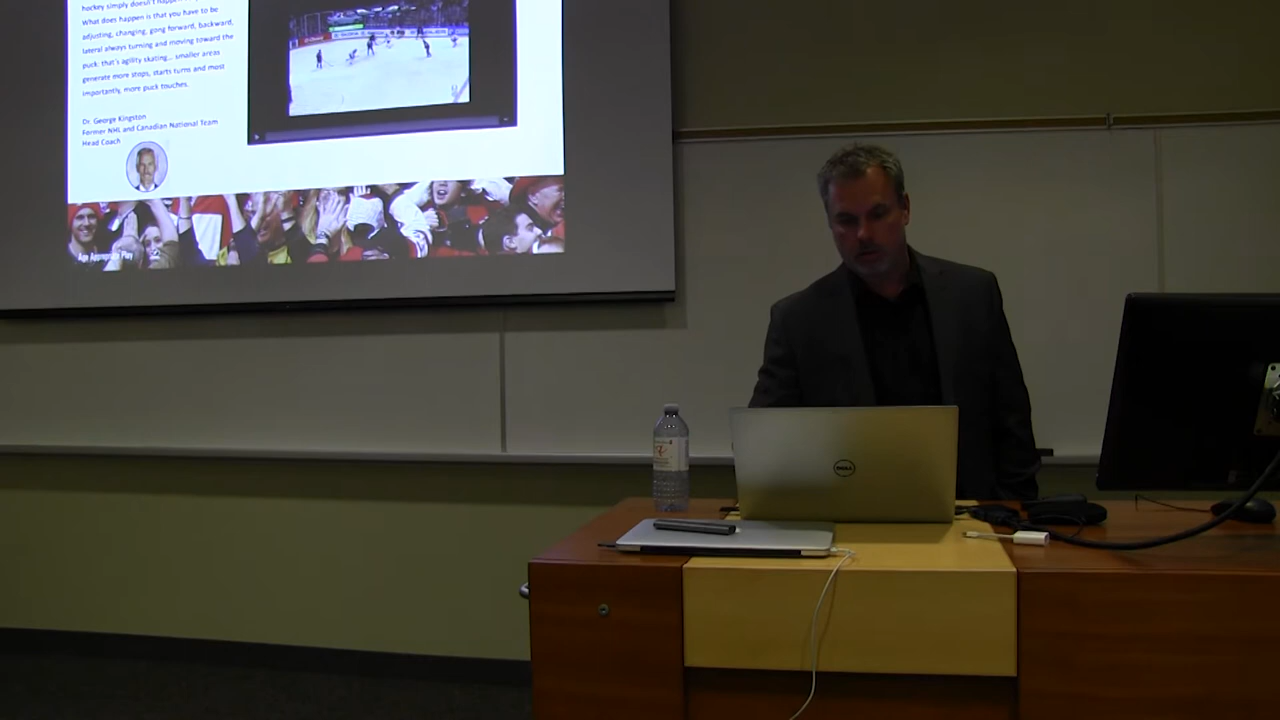 hockey simply doesn't happen
What does happen is that you have to be
adjusting, changing, gong forward, backward,
lateral always turning and moving toward the
puck: that's agility skating... smaller areas
generate more stops, starts turns and most
importantly, more puck touches.
Dr. George Kingston
Former NHL and Canadian National Team
Head Coach
Age Appropriate Play
DELL